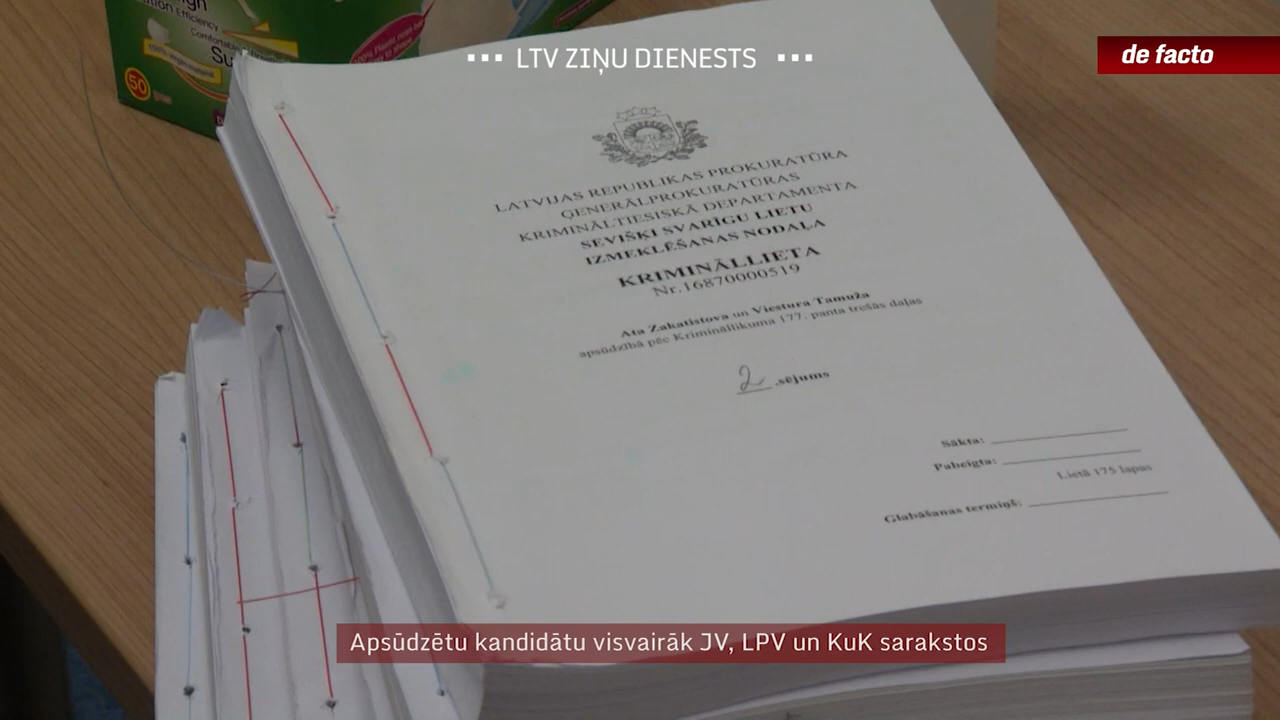 LTV ZIŅU DIENESTS
de facto
LATVIJAS REPUBLIKAS PROKURATŪRA
ĢENERĀLPROKURATŪRAS
KRIMINĀLTIESISKĀ DEPARTAMENTA
SEVIŠĶI SVARĪGU LIETU
IZMEKLĒŠANAS NODAĻA
KRIMINĀLLIETA
Nr.16870000519
Ata Zakatistova un Viestura Tamuža
apsūdzībā pēc Krimināllikuma 177. panta trešās daļas
2 .sējums
Sākta:
Pabeigta:
Lietā 175 lapas
Glabāšanas termiņš:
Efficiency
50
Apsūdzētu kandidātu visvairāk JV, LPV un KuK sarakstos